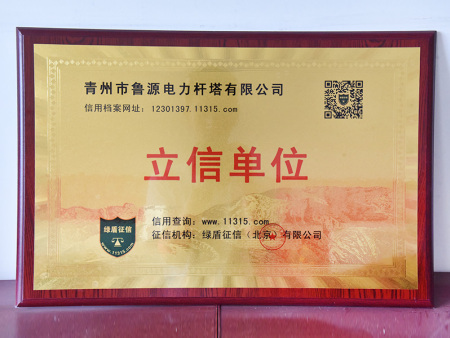 青州市鲁源电力杆塔有限公司
信用档案网址：12301397.11315.com
立信单位
信用查询：www.11315.com
征信机构：绿盾征信（北京）有限公司
绿盾征信
11315.com